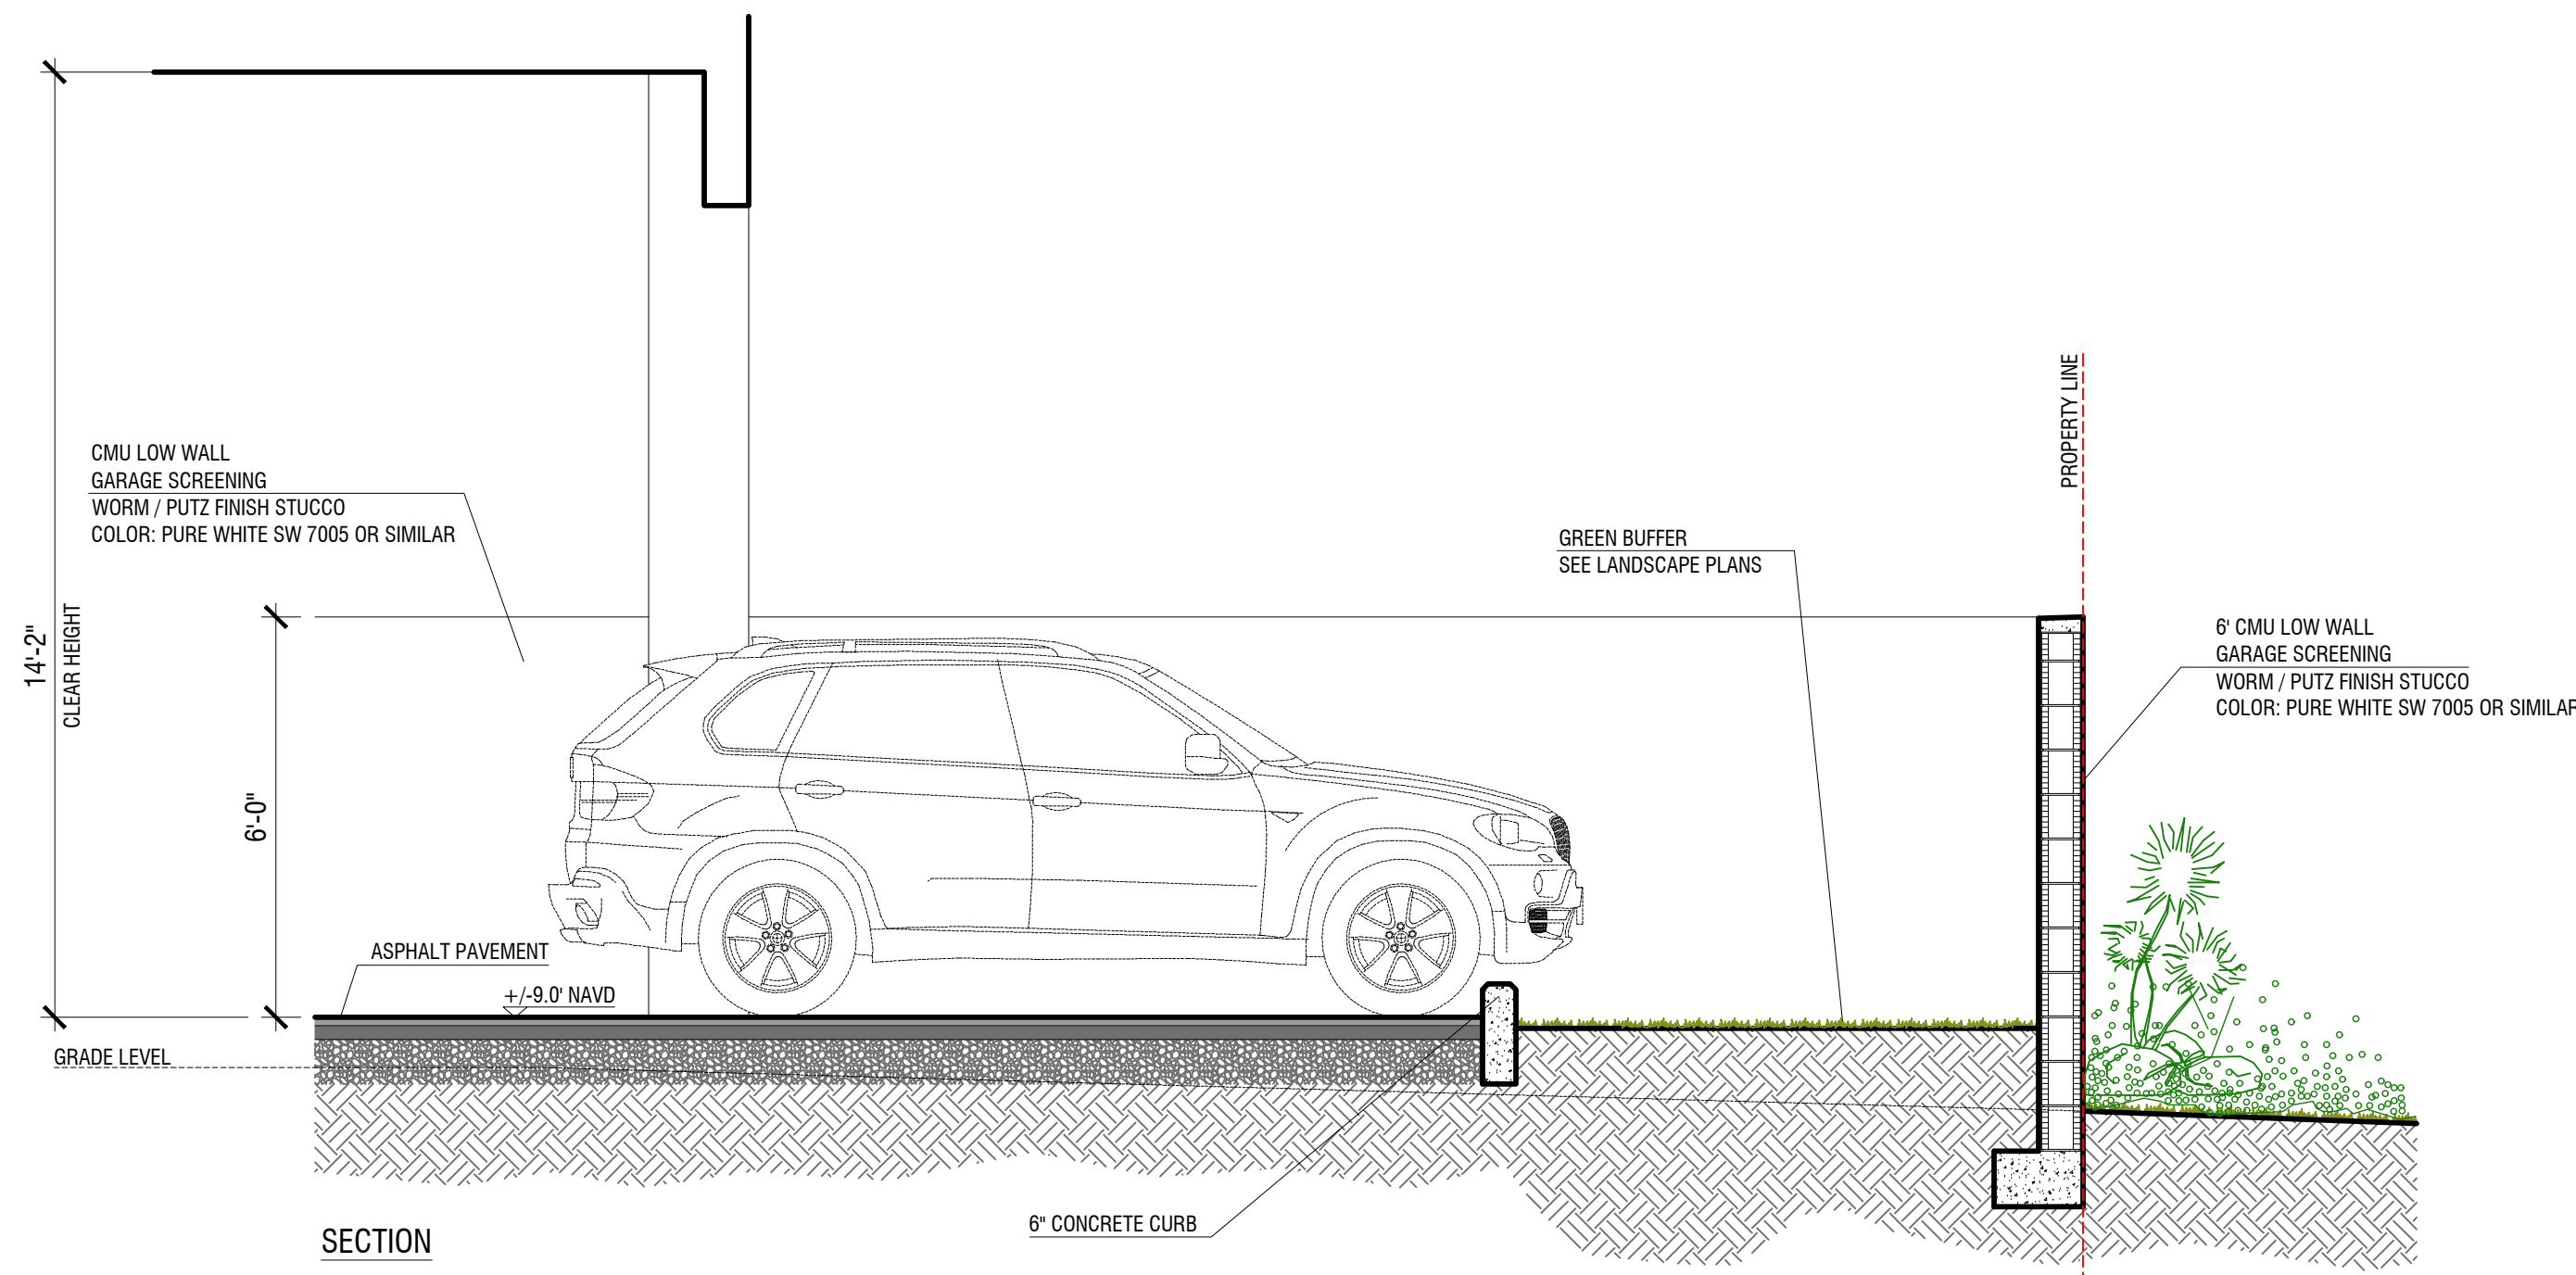 14'-2"
CLEAR HEIGHT
CMU LOW WALL
GARAGE SCREENING
WORM / PUTZ FINISH STUCCO
COLOR: PURE WHITE SW 7005 OR SIMILAR
6'-0"
PROPERTY LINE
GREEN BUFFER
SEE LANDSCAPE PLANS
6' CMU LOW WALL
GARAGE SCREENING
WORM / PUTZ FINISH STUCCO
COLOR: PURE WHITE SW 7005 OR SIMILAR
ASPHALT PAVEMENT
+/-9.0' NAVD
GRADE LEVEL
6" CONCRETE CURB
SECTION